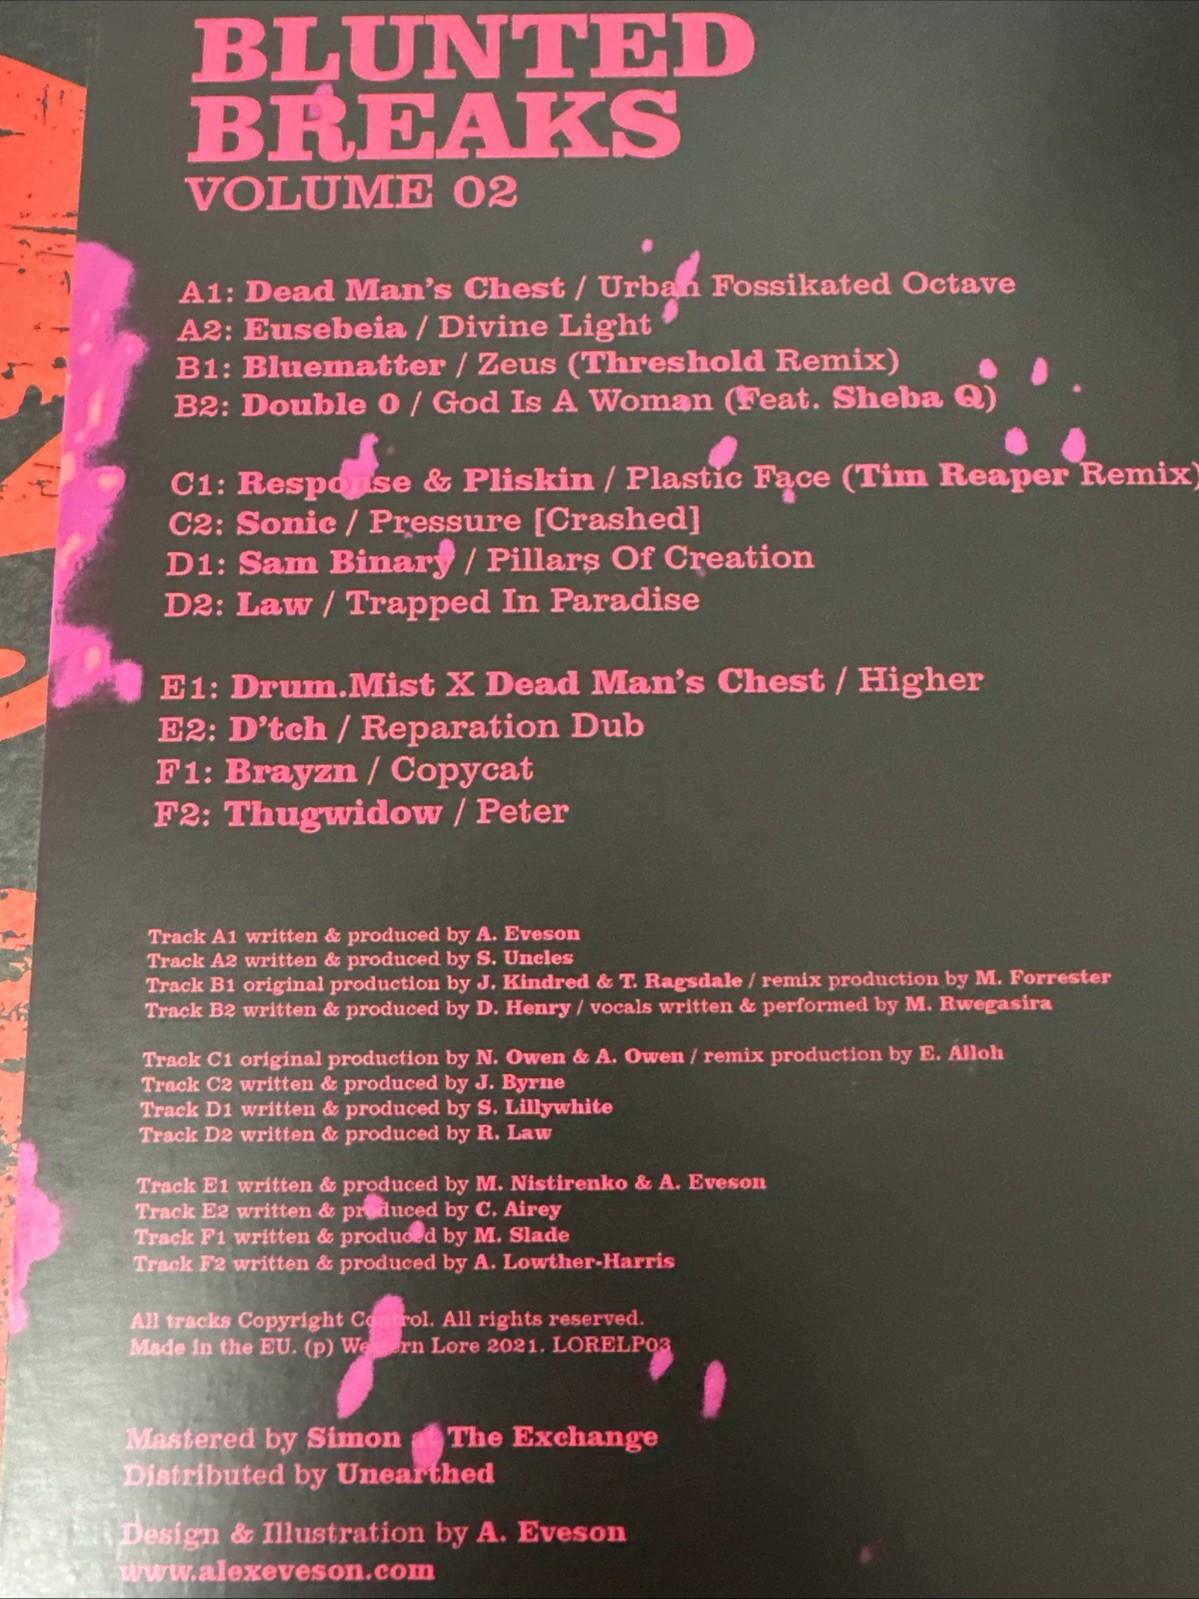 BLUNTED
BREAKS
VOLUME 02
A1: Dead Man's Chest / Urban Fossikated Octave
A2: Eusebeia / Divine Light
B1: Bluematter / Zeus (Threshold Remix)
B2: Double 0 / God Is A Woman (Feat. Sheba Q)
C1: Response & Pliskin / Plastic Face (Tim Reaper Remix)
C2: Sonic / Pressure [Crashed]
D1: Sam Binary / Pillars Of Creation
D2: Law / Trapped In Paradise
E1: Drum.Mist X Dead Man's Chest / Higher
E2: D'tch / Reparation Dub
F1: Brayzn / Copycat
F2: Thugwidow / Peter
Track A1 written & produced by A. Eveson
Track A2 written & produced by S. Uncles
Track B1 original production by J. Kindred & T. Ragsdale / remix production by M. Forrester
Track B2 written & produced by D. Henry / vocals written & performed by M. Rwegasira
Track C1 original production by N. Owen & A. Owen / remix production by E. Alloh
Track C2 written & produced by J. Byrne
Track D1 written & produced by S. Lillywhite
Track D2 written & produced by R. Law
Track E1 written & produced by M. Nistirenko & A. Eveson
Track E2 written & produced by C. Airey
Track F1 written & produced by M. Slade
Track F2 written & produced by A. Lowther-Harris
All tracks Copyright Control. All rights reserved.
Made in the EU. (p) Western Lore 2021. LORELP03
Mastered by Simon at The Exchange
Distributed by Unearthed
Design & Illustration by A. Eveson
www.alexeveson.com